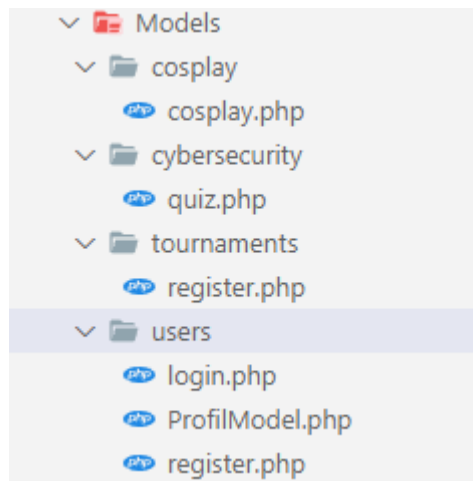 Models
cosplay
php cosplay.php
cybersecurity
php quiz.php
tournaments
php register.php
users
php login.php
php ProfilModel.php
php register.php